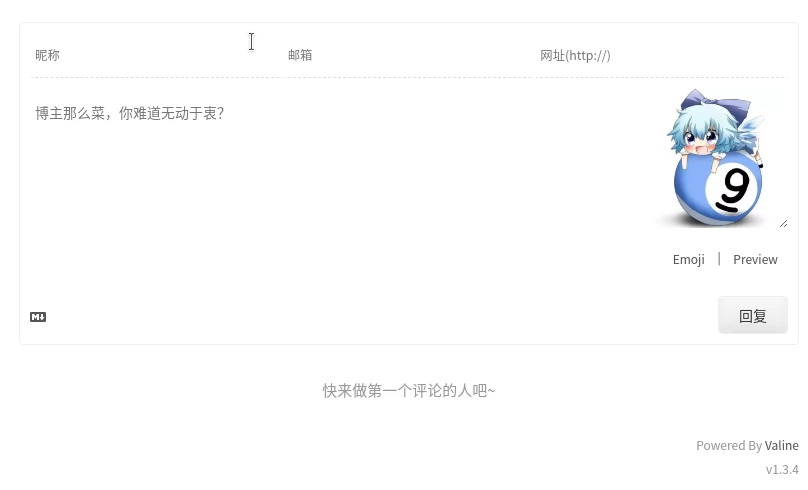 昵称 邮箱 网址(http://)
博主那么菜，你难道无动于衷？
9
Emoji | Preview
M↓
回复
快来做第一个评论的人吧~
Powered By Valine
v1.3.4